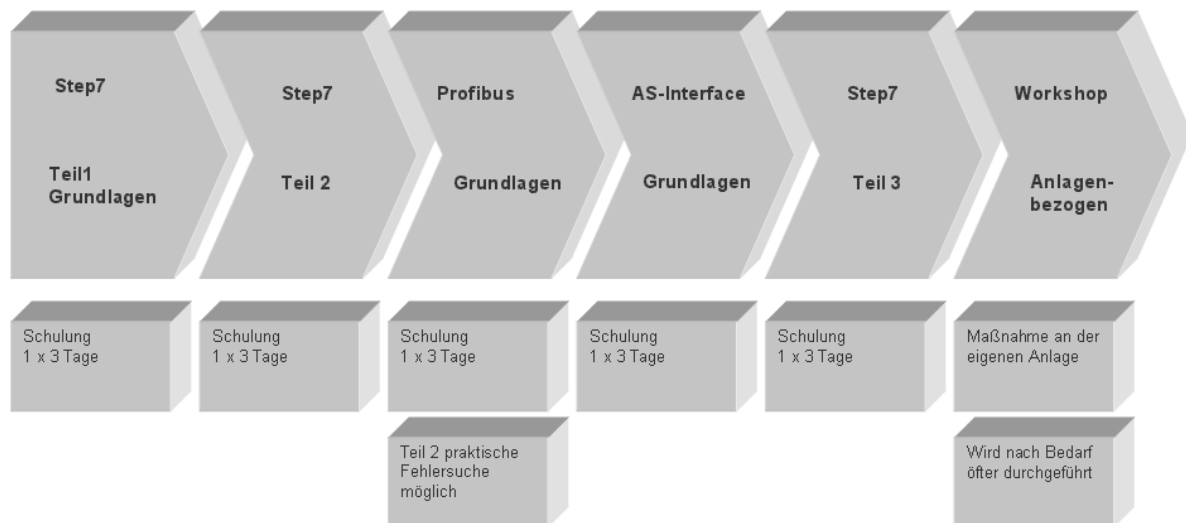 Step7
Teil1
Grundlagen
Step7
Teil 2
Profibus
Grundlagen
AS-Interface
Grundlagen
Step7
Teil 3
Workshop
Anlagen-
bezogen
Schulung
1 x 3 Tage
Schulung
1 x 3 Tage
Schulung
1 x 3 Tage
Schulung
1 x 3 Tage
Schulung
1 x 3 Tage
Maßnahme an der
eigenen Anlage
Teil 2 praktische
Fehlersuche
möglich
Wird nach Bedarf
öfter durchgeführt